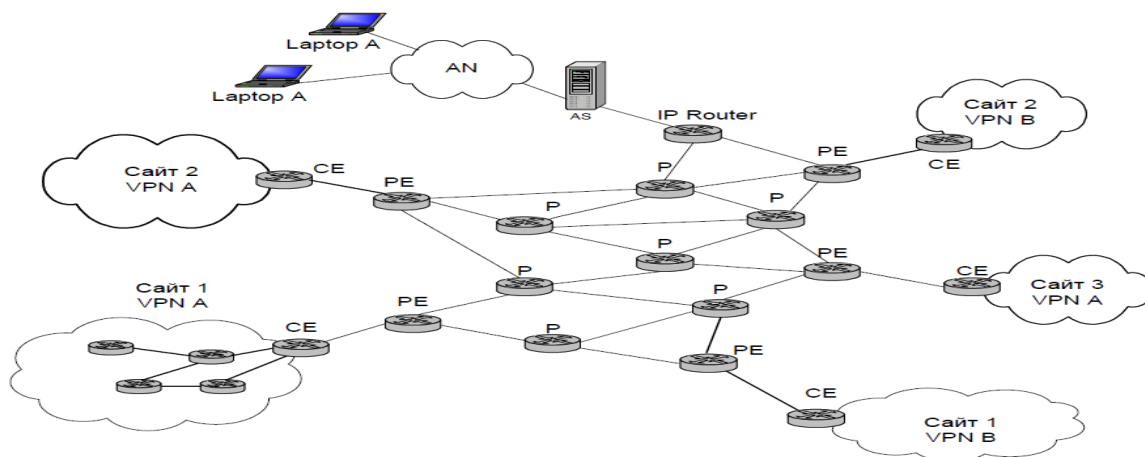 Laptop A
AN
Laptop A
AS
IP Router
Сайт 2
VPN B
CE
PE
Сайт 2
VPN A
CE
PE
P
P
P
P
P
PE
CE
Сайт 3
VPN A
Сайт 1
VPN A
CE
PE
P
P
PE
CE
Сайт 1
VPN B